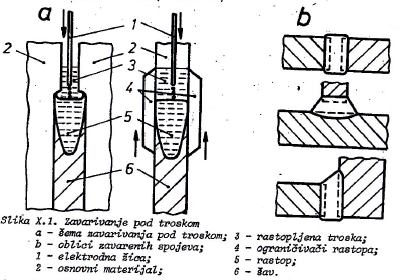 a
b
2
1
2
3
4
5
6
Slika X.1. Zavarivanje pod troskom
a - šema zavarivanja pod troskom;
b - oblici zavarenih spojeva;
1 - elektrodna žica;
2 - osnovni materijal;
3 - rastopljena troska;
4 - ograničivači rastopa;
5 - rastop;
6 - šav.